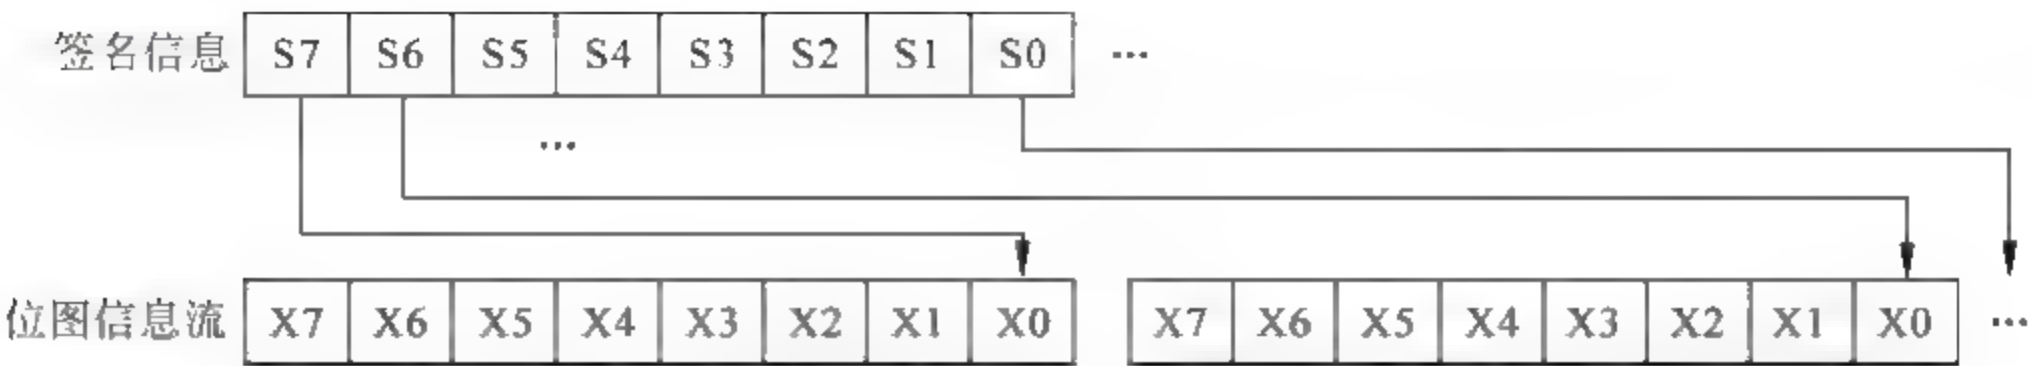 签名信息 S7 S6 S5 S4 S3 S2 S1 S0 ...
...
位图信息流 X7 X6 X5 X4 X3 X2 X1 X0 X7 X6 X5 X4 X3 X2 X1 X0 ...